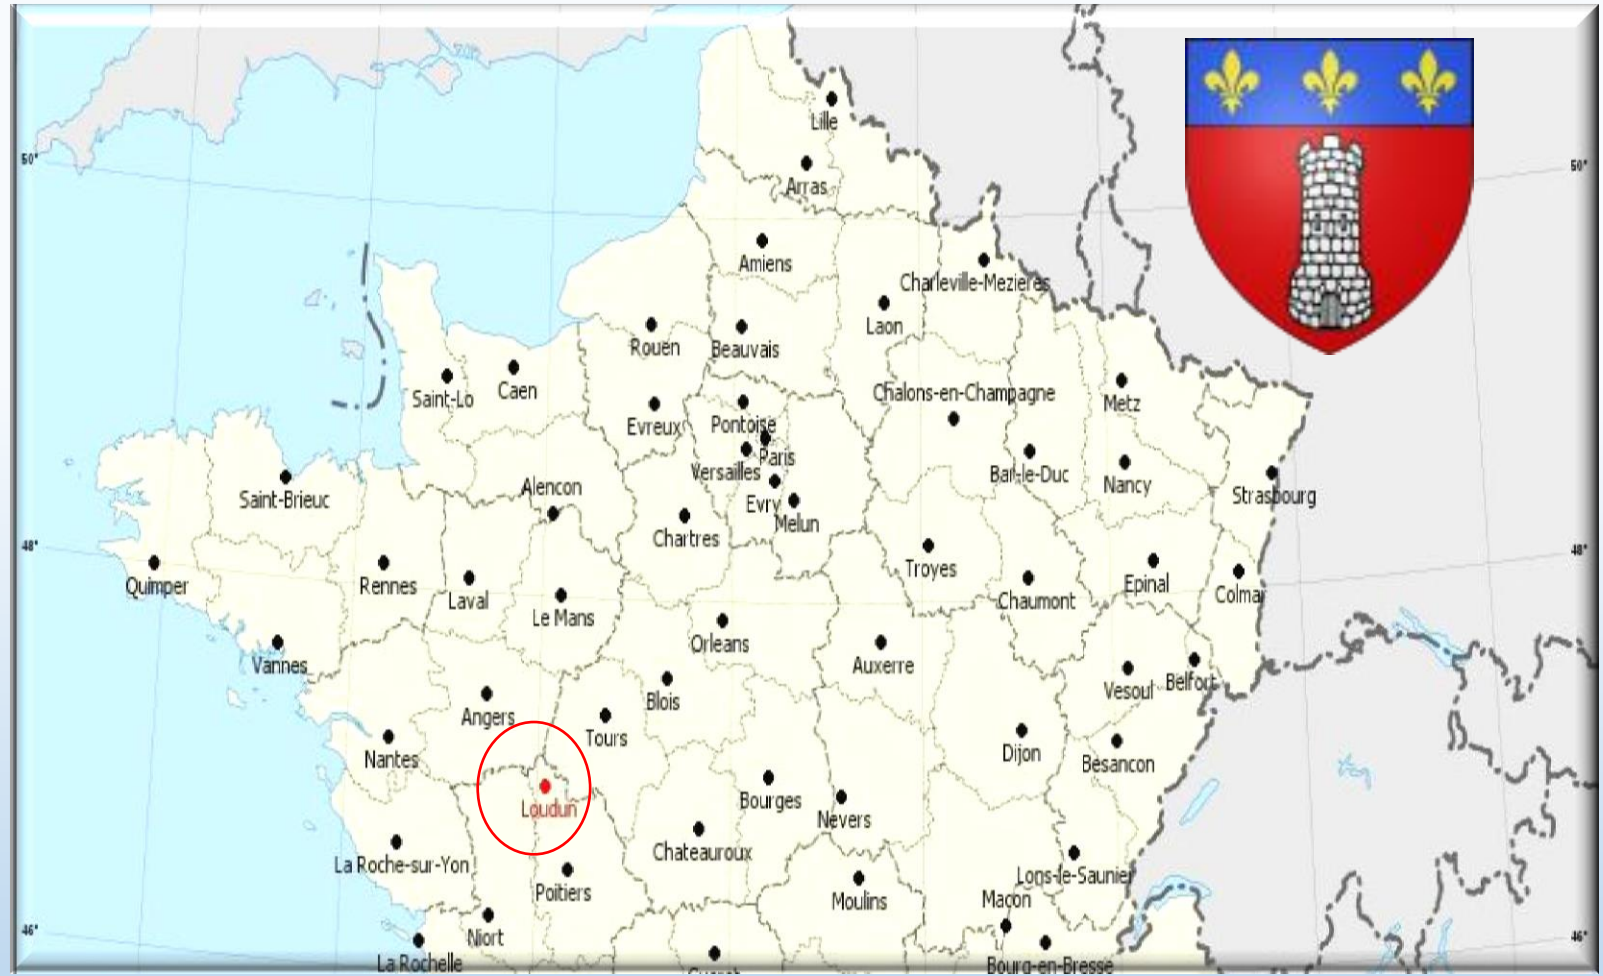 Lille
50°
50°
Arras
Amiens
Charleville-Mezieres
Laon
Rouen
Beauvais
Saint-Lo
Caen
Chalons-en-Champagne
Metz
Evreux
Pontoise
Paris
Versailles
Bar-le-Duc
Nancy
Alencon
Saint-Brieuc
Strasbourg
Evry
Melun
Chartres
48°
48°
Quimper
Rennes
Laval
Troyes
Epinal
Colmar
Chaumont
Le Mans
Orleans
Vannes
Auxerre
Vesoul
Belfort
Blois
Angers
Tours
Nantes
Dijon
Besancon
Loudun
Bourges
Nevers
Chateauroux
La Roche-sur-Yon
Lons-le-Saunier
Poitiers
Moulins
Macon
46°
46°
Niort
La Rochelle
Bourg-en-Bresse